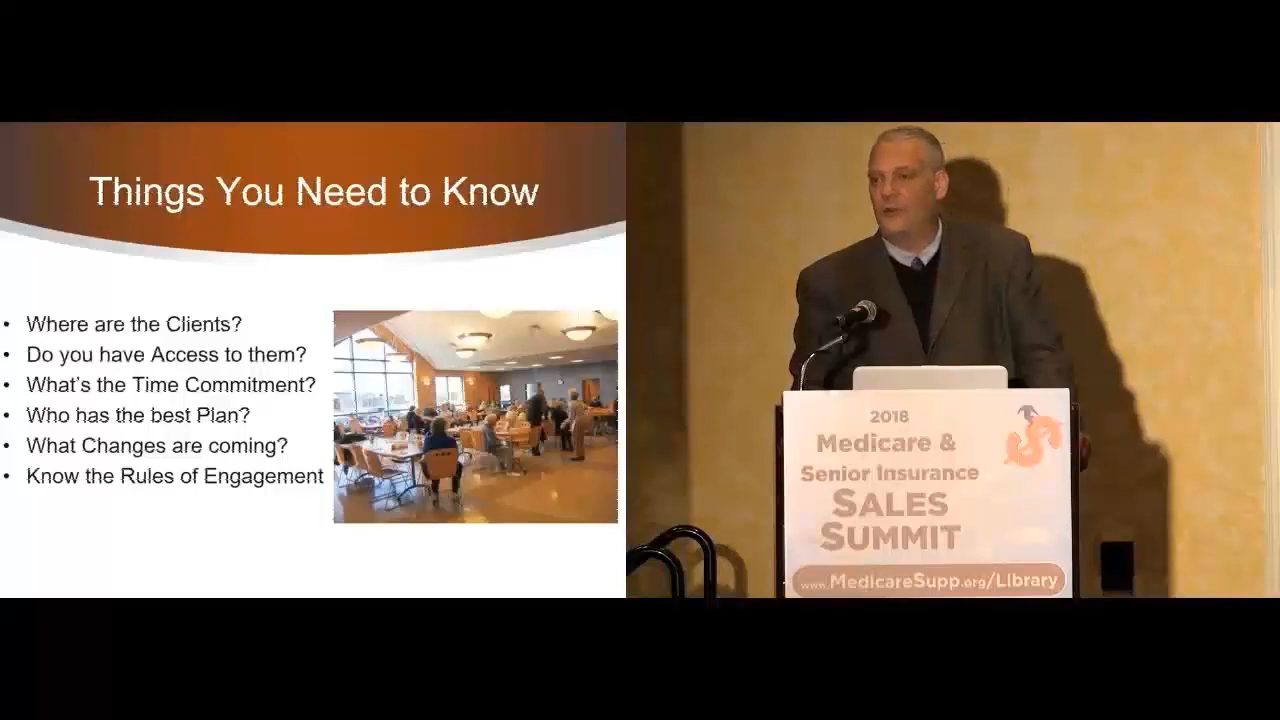 Things You Need to Know
• Where are the Clients?
• Do you have Access to them?
• What's the Time Commitment?
• Who has the best Plan?
• What Changes are coming?
• Know the Rules of Engagement
2018
Medicare &
Senior Insurance
SALES
SUMMIT
www.MedicareSupp.org/Library